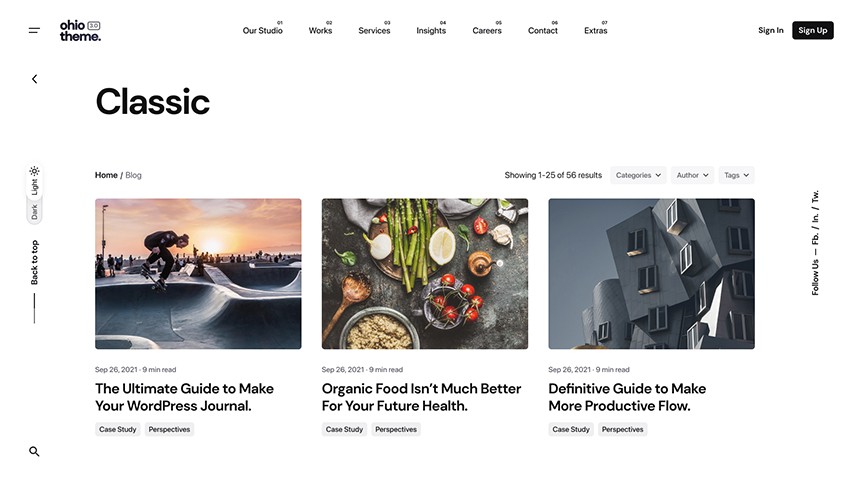 ohio 3.0
theme.
Our Studio 01
Works 02
Services 03
Insights 04
Careers 05
Contact 06
Extras 07
Sign In
Sign Up
Classic
Light
Dark
Back to top
Home / Blog
Showing 1-25 of 56 results
Categories
Author
Tags
Follow Us — Fb. / In. / Tw.
Sep 26, 2021 · 9 min read
The Ultimate Guide to Make
Your WordPress Journal.
Case Study
Perspectives
Sep 26, 2021 · 9 min read
Organic Food Isn’t Much Better
For Your Future Health.
Case Study
Perspectives
Sep 26, 2021 · 9 min read
Definitive Guide to Make
More Productive Flow.
Case Study
Perspectives